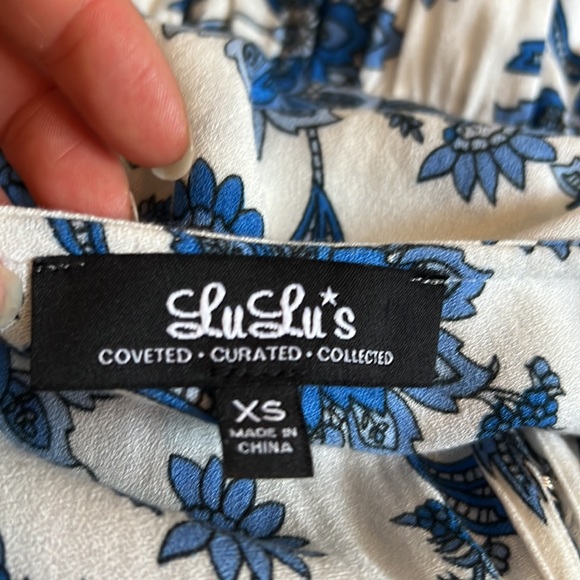 LuLu*s
COVETED • CURATED • COLLECTED
XS
MADE IN
CHINA